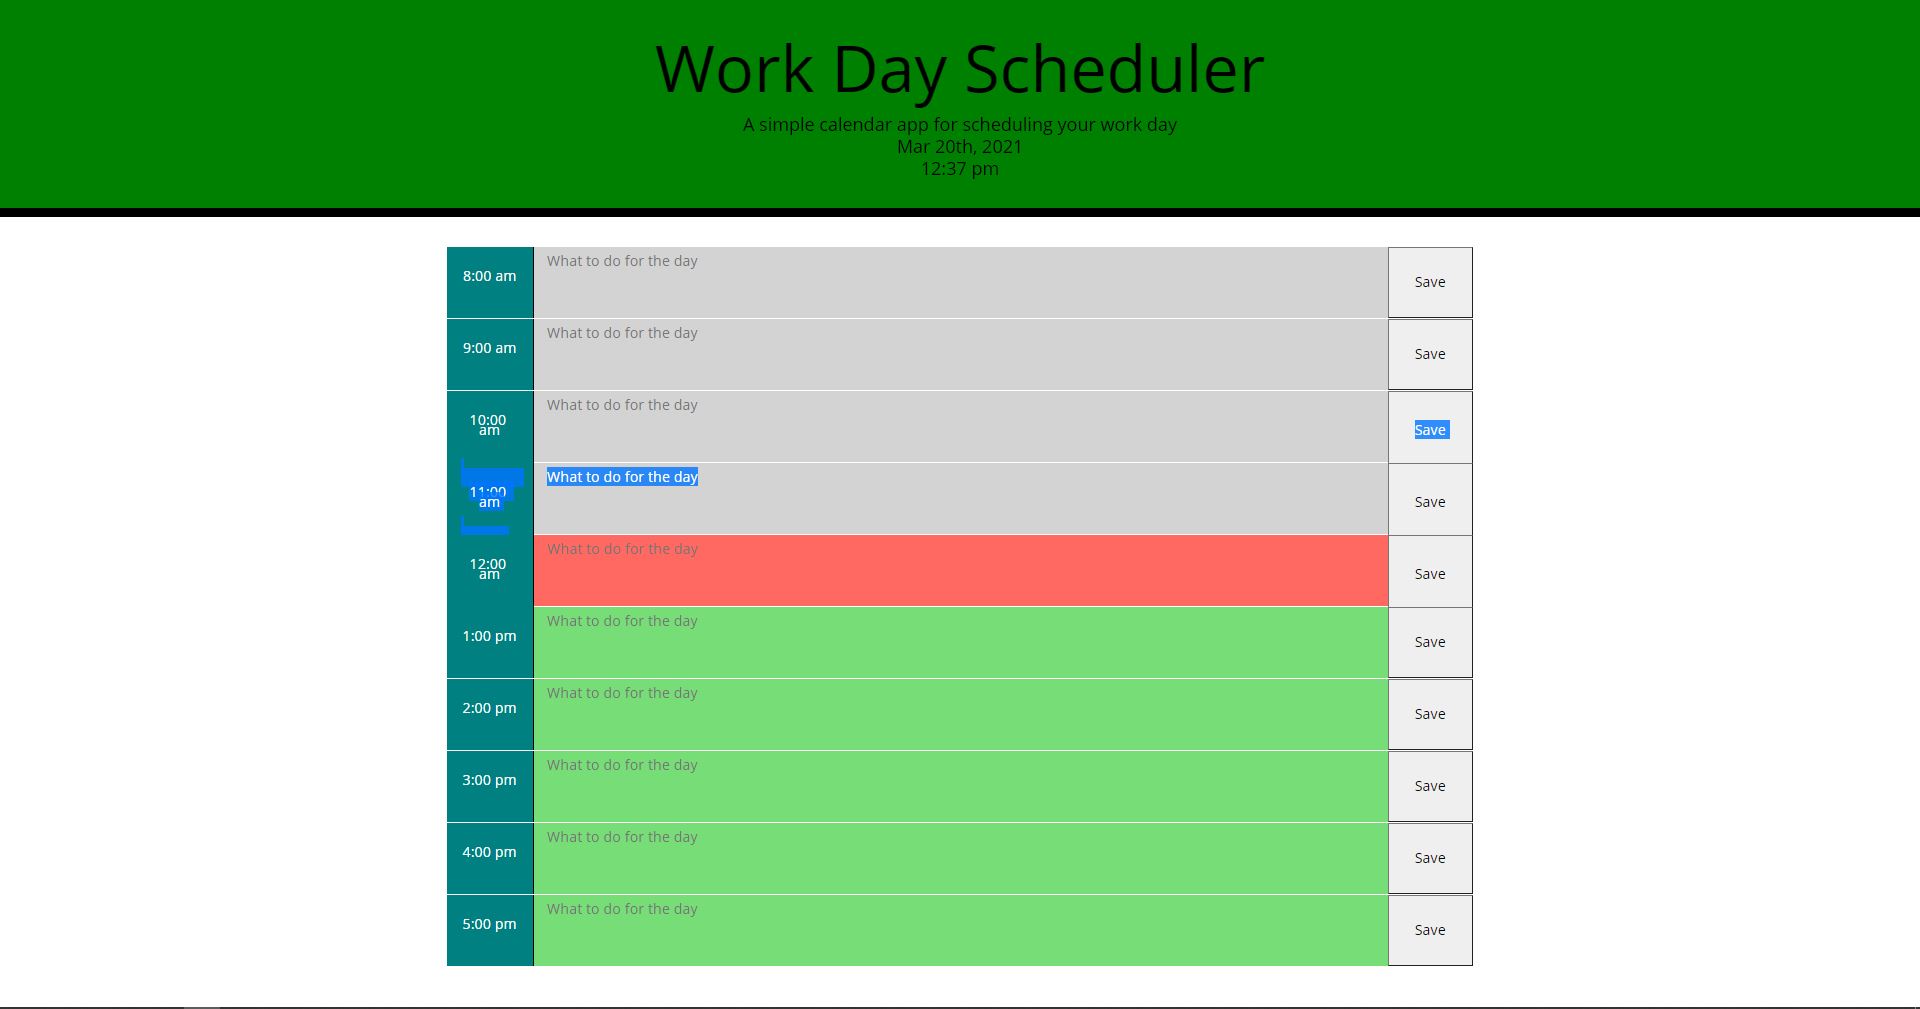 Work Day Scheduler
A simple calendar app for scheduling your work day
Mar 20th, 2021
12:37 pm
8:00 am What to do for the day Save
9:00 am What to do for the day Save
10:00 am What to do for the day Save
11:00 am What to do for the day Save
12:00 am What to do for the day Save
1:00 pm What to do for the day Save
2:00 pm What to do for the day Save
3:00 pm What to do for the day Save
4:00 pm What to do for the day Save
5:00 pm What to do for the day Save